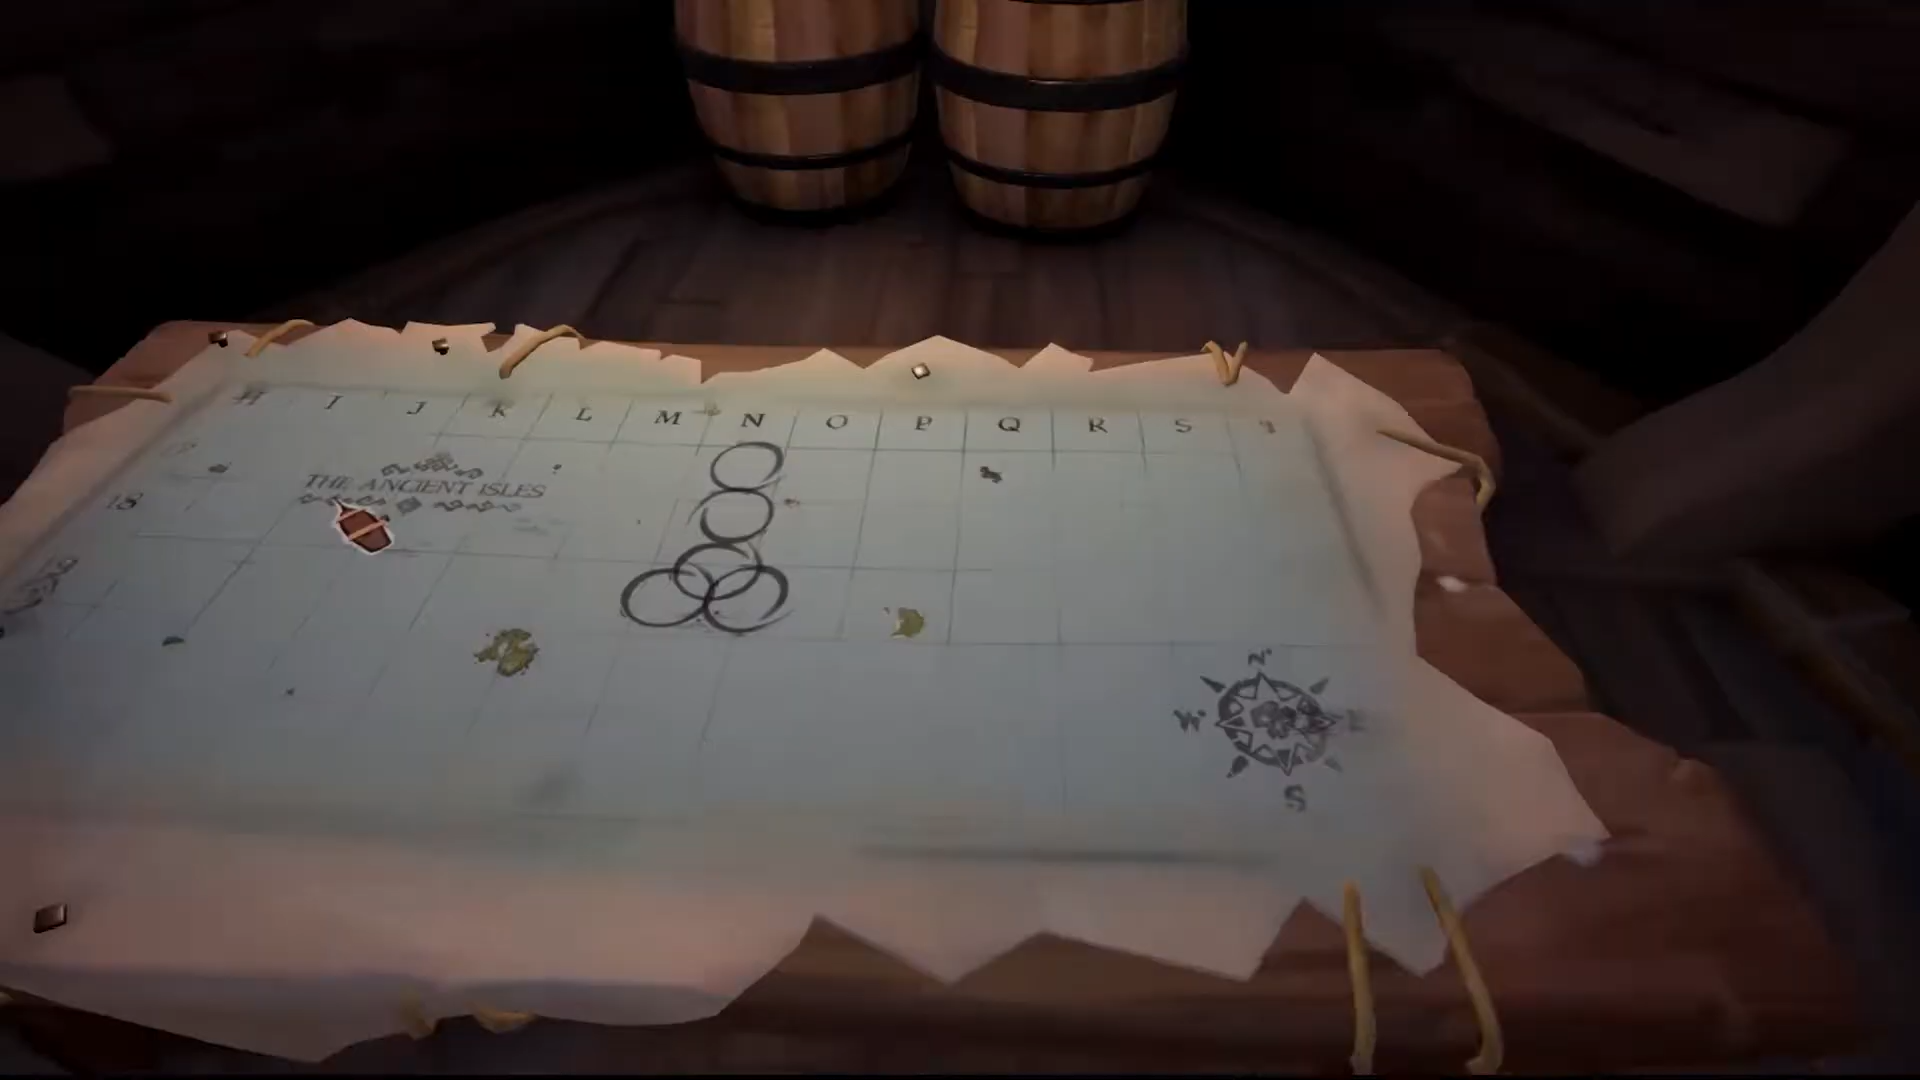 H I J K L M N O P Q R S
THE ANCIENT ISLES
18
N
W E
S